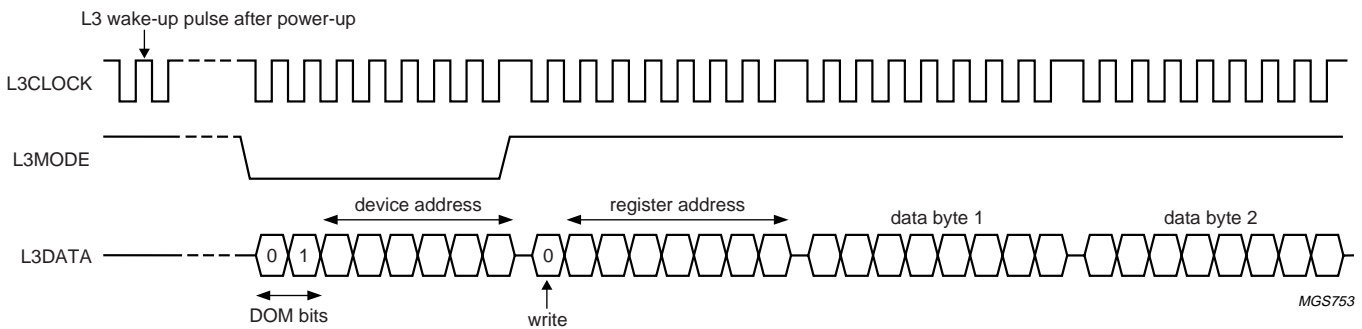 L3 wake-up pulse after power-up
L3CLOCK
L3MODE
device address
register address
data byte 1
data byte 2
L3DATA
0
1
0
DOM bits
write
MGS753